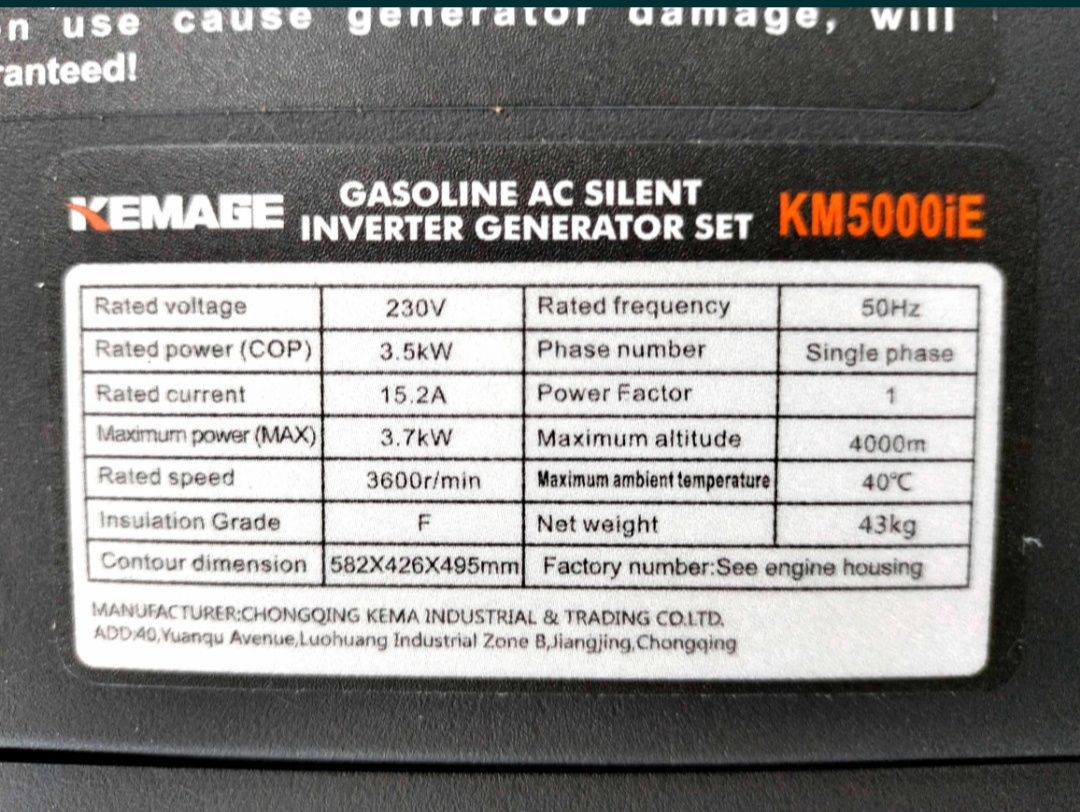 n use cause generator damage, will
ranteed!
KEMAGE
GASOLINE AC SILENT
INVERTER GENERATOR SET
KM5000iE
Rated voltage 230V Rated frequency 50Hz
Rated power (COP) 3.5kW Phase number Single phase
Rated current 15.2A Power Factor 1
Maximum power (MAX) 3.7kW Maximum altitude 4000m
Rated speed 3600r/min Maximum ambient temperature 40℃
Insulation Grade F Net weight 43kg
Contour dimension 582X426X495mm Factory number:See engine housing
MANUFACTURER:CHONGQING KEMA INDUSTRIAL & TRADING CO.LTD.
ADD:40,Yuanqu Avenue,Luohuang Industrial Zone B,Jiangjing,Chongqing